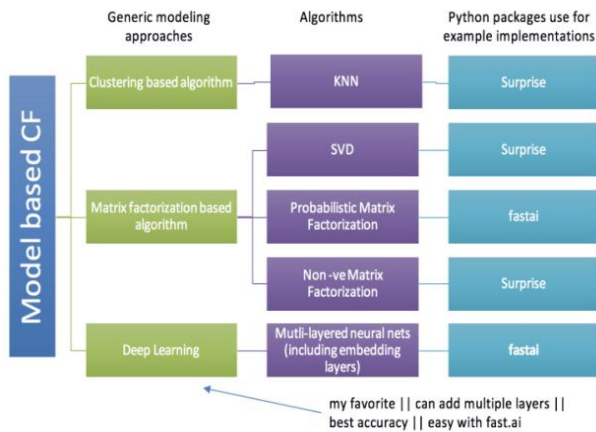 Generic modeling
approaches
Algorithms
Python packages use for
example implementations
Model based CF
Clustering based algorithm
KNN
Surprise
Matrix factorization based
algorithm
SVD
Surprise
Probabilistic Matrix
Factorization
fastai
Non -ve Matrix
Factorization
Surprise
Deep Learning
Mutli-layered neural nets
(including embedding
layers)
fastai
my favorite || can add multiple layers ||
best accuracy || easy with fast.ai